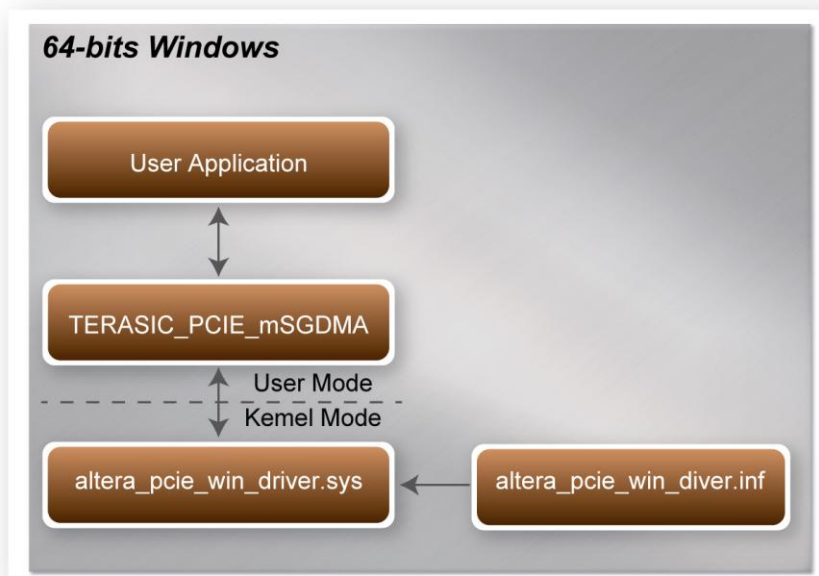 64-bits Windows
User Application
TERASIC_PCIE_mSGDMA
User Mode
Kemel Mode
altera_pcie_win_driver.sys
altera_pcie_win_diver.inf